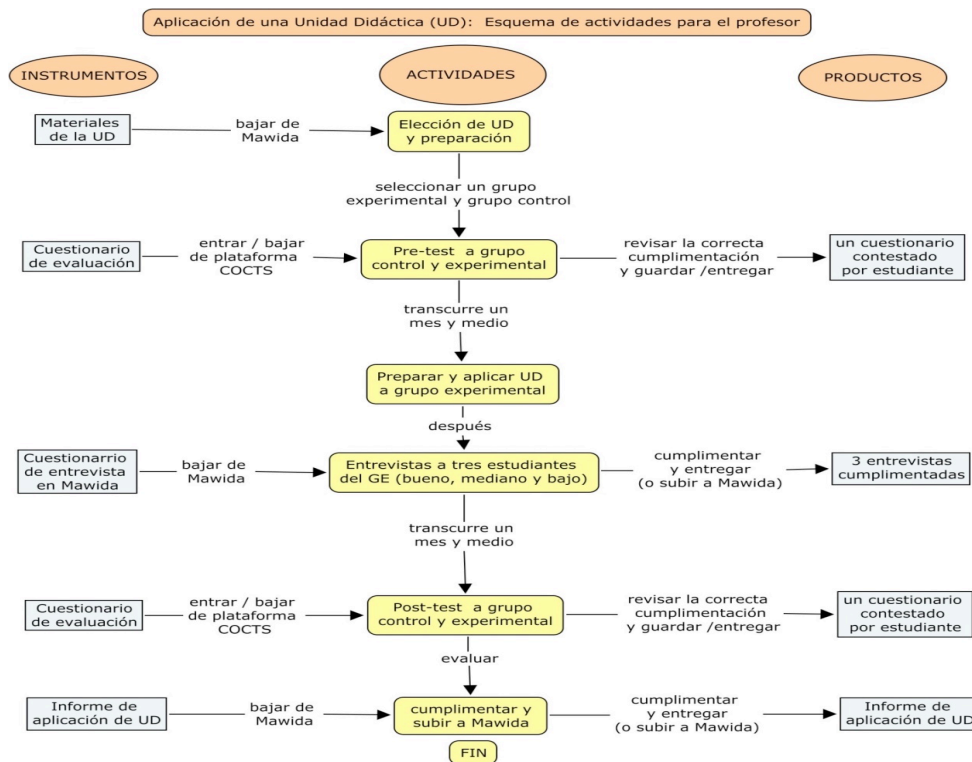 Aplicación de una Unidad Didáctica (UD): Esquema de actividades para el profesor
INSTRUMENTOS
ACTIVIDADES
PRODUCTOS
Materiales
de la UD
bajar de
Mawida
Elección de UD
y preparación
seleccionar un grupo
experimental y grupo control
Cuestionario
de evaluación
entrar / bajar
de plataforma
COCTS
Pre-test a grupo
control y experimental
revisar la correcta
cumplimentación
y guardar /entregar
un cuestionario
contestado
por estudiante
transcurre un
mes y medio
Preparar y aplicar UD
a grupo experimental
después
Cuestionarrio
de entrevista
en Mawida
bajar de
Mawida
Entrevistas a tres estudiantes
del GE (bueno, mediano y bajo)
cumplimentar
y entregar
(o subir a Mawida)
3 entrevistas
cumplimentadas
transcurre un
mes y medio
Cuestionario
de evaluación
entrar / bajar
de plataforma
COCTS
Post-test a grupo
control y experimental
revisar la correcta
cumplimentación
y guardar /entregar
un cuestionario
contestado
por estudiante
evaluar
Informe de
aplicación de UD
bajar de
Mawida
cumplimentar y
subir a Mawida
cumplimentar
y entregar
(o subir a Mawida)
Informe de
aplicación de UD
FIN